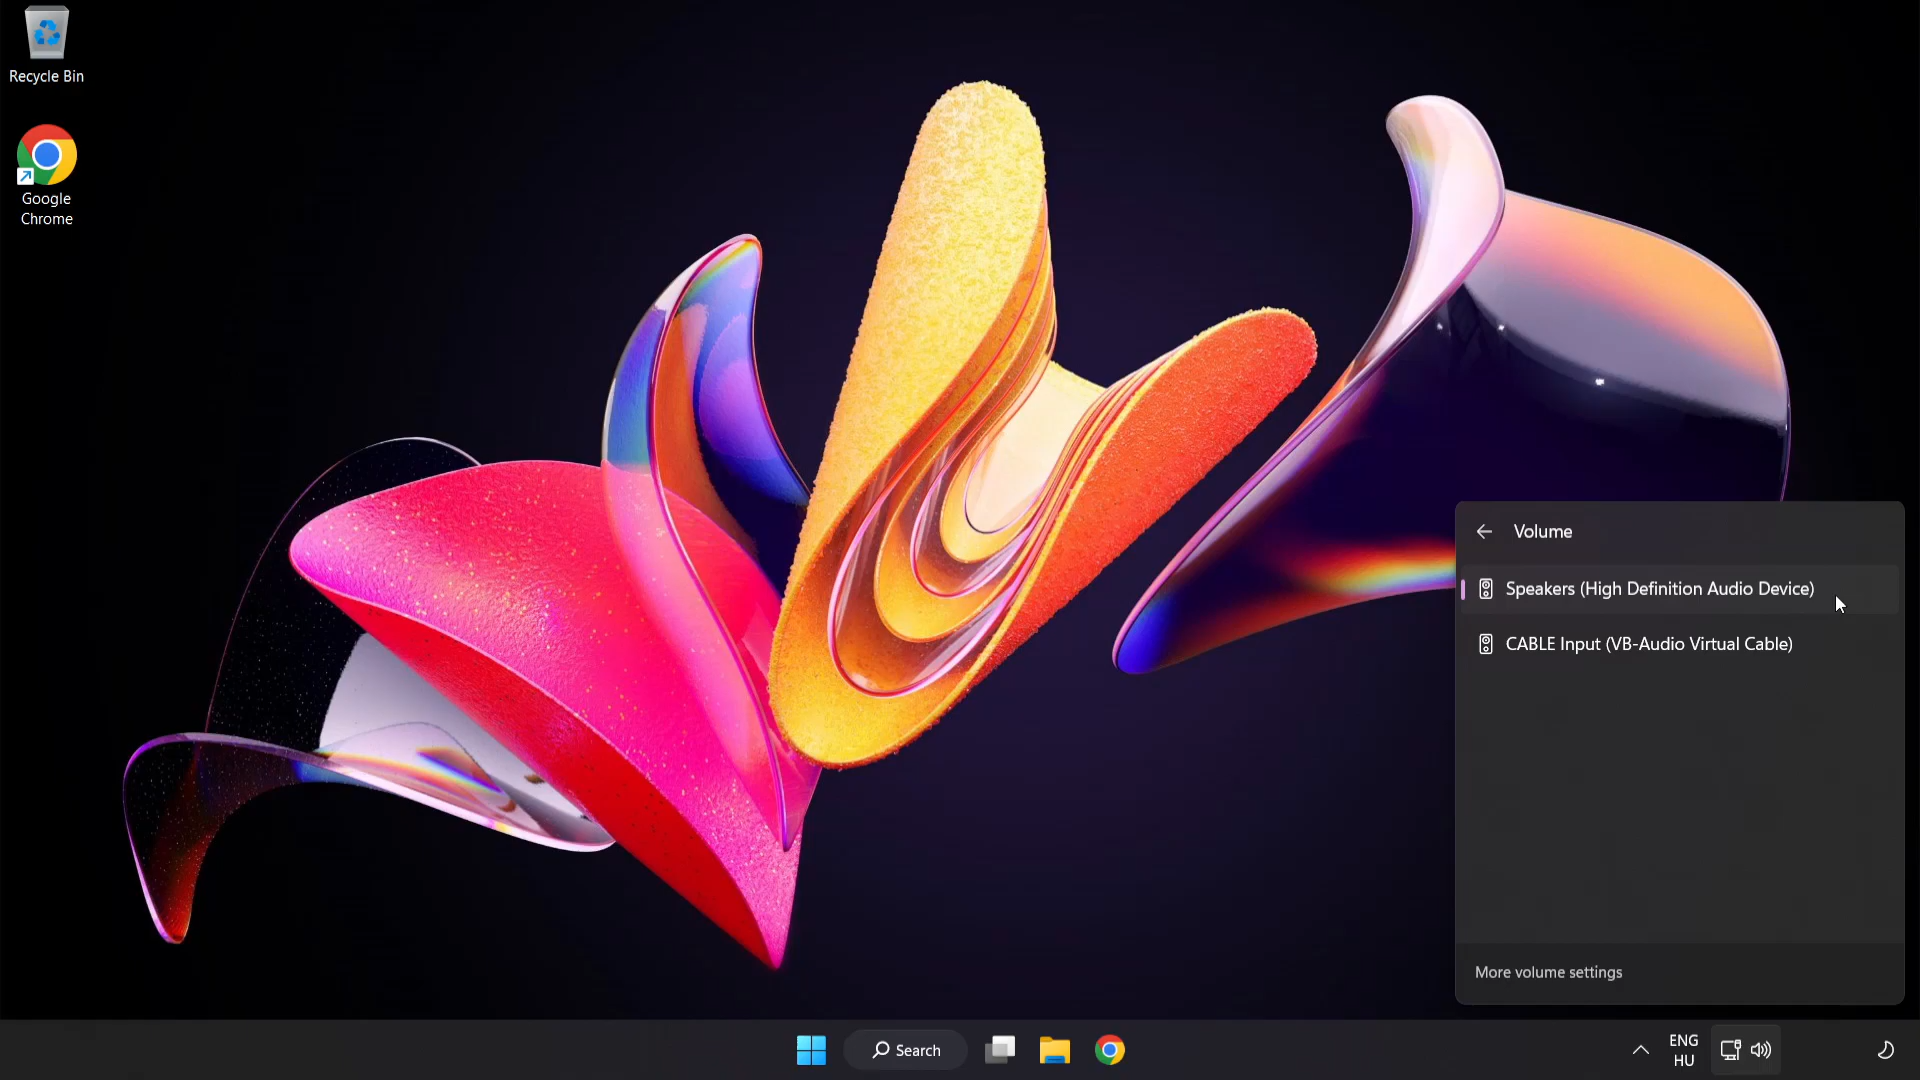 Recycle Bin
Google
Chrome
Volume
Speakers (High Definition Audio Device)
CABLE Input (VB-Audio Virtual Cable)
More volume settings
Search
ENG
HU